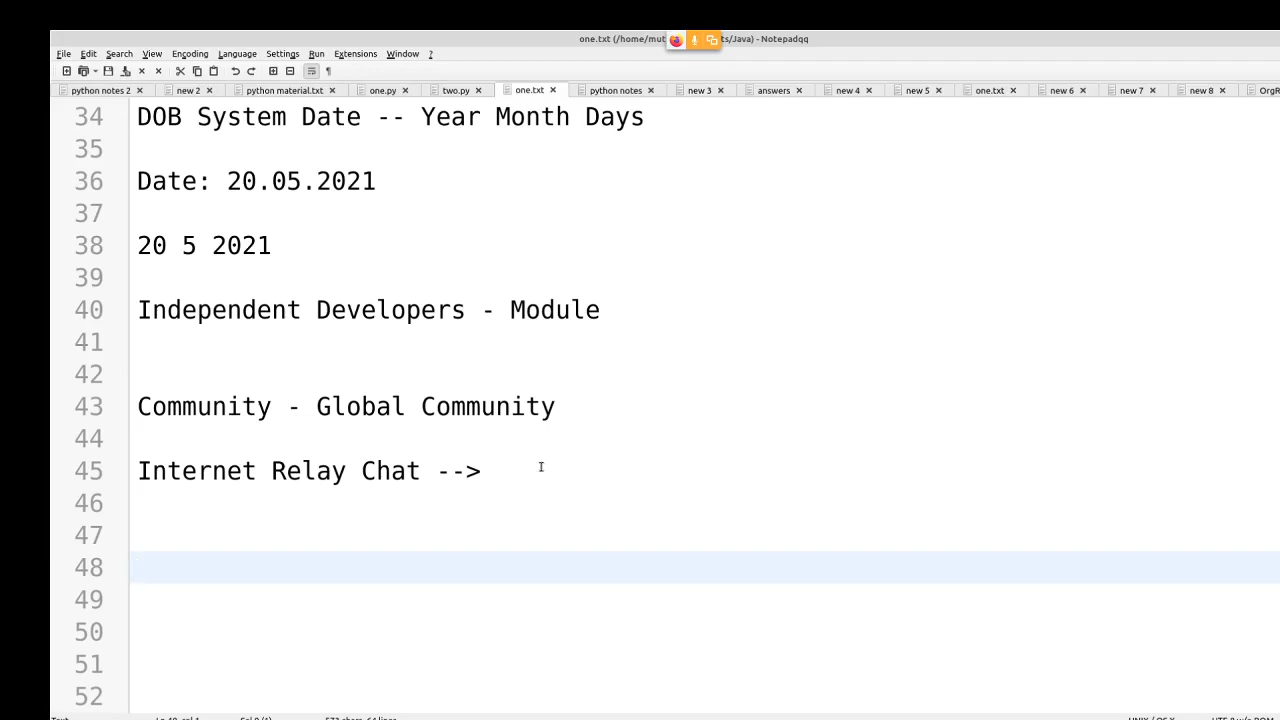 one.txt (/home/mut ts/Java) - Notepadqq
File Edit Search View Encoding Language Settings Run Extensions Window ?
python notes 2 new 2 python material.txt one.py two.py one.txt python notes new 3 answers new 4 new 5 one.txt new 6 new 7 new 8 OrgR
34 DOB System Date -- Year Month Days
35
36 Date: 20.05.2021
37
38 20 5 2021
39
40 Independent Developers - Module
41
42
43 Community - Global Community
44
45 Internet Relay Chat -->
46
47
48
49
50
51
52